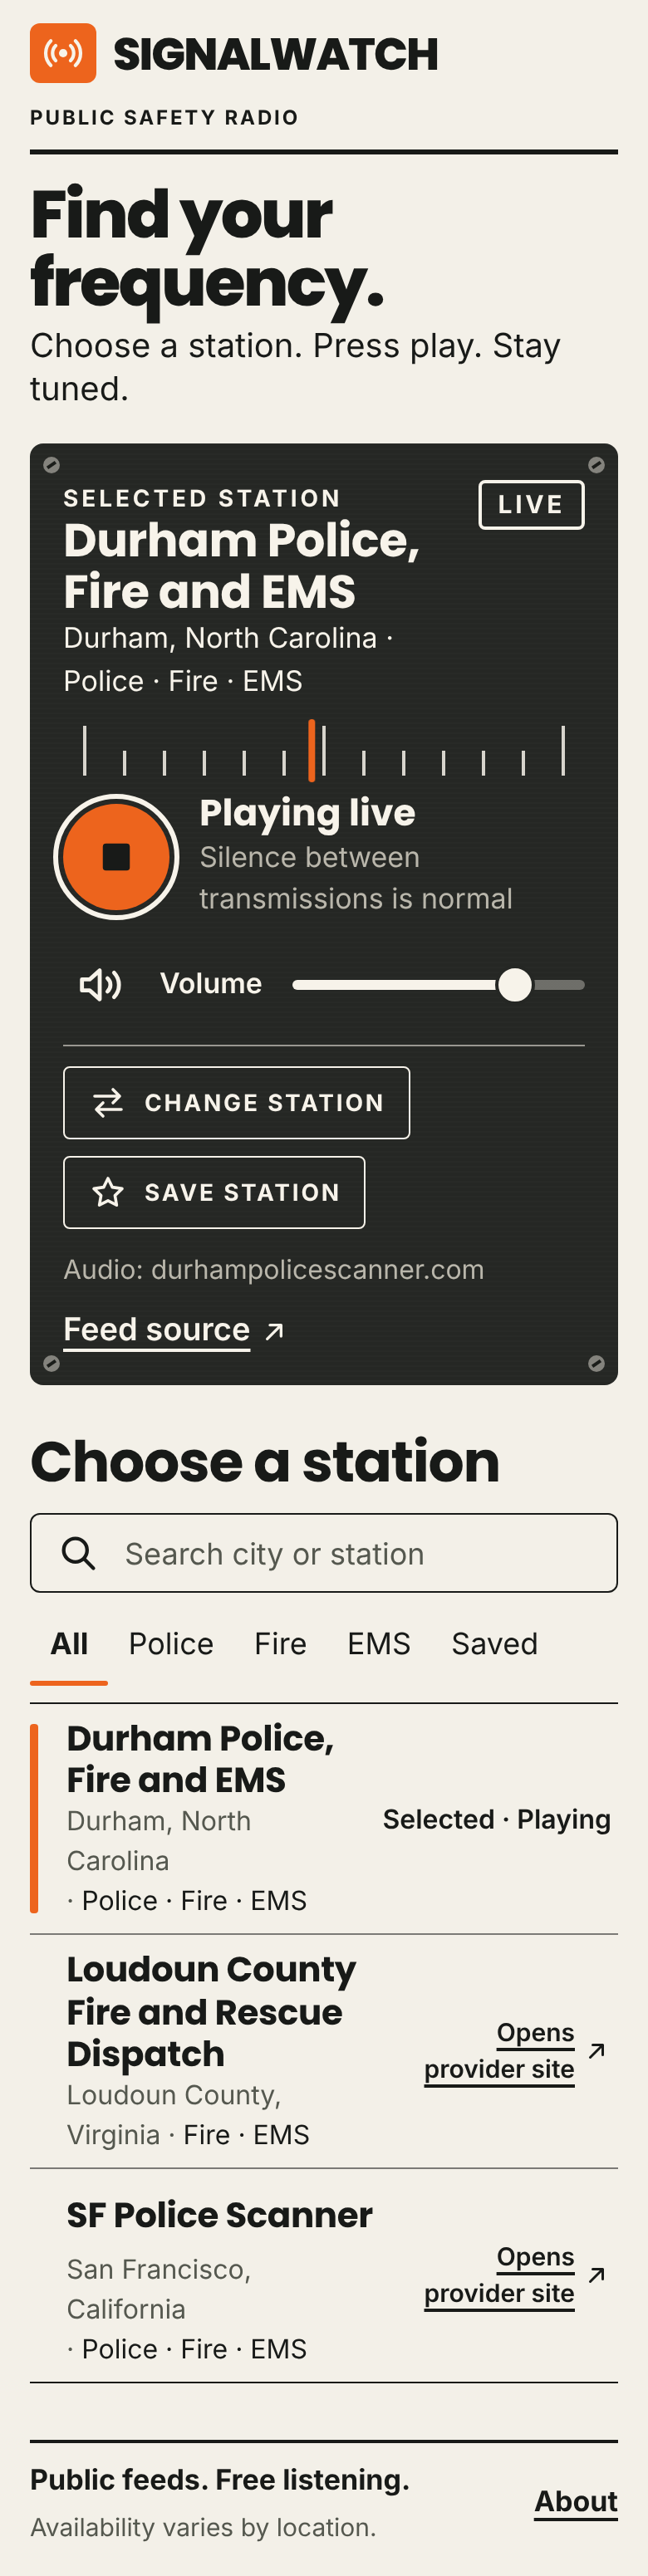 SIGNALWATCH
PUBLIC SAFETY RADIO
Find your
frequency.
Choose a station. Press play. Stay
tuned.
SELECTED STATION
LIVE
Durham Police,
Fire and EMS
Durham, North Carolina ·
Police · Fire · EMS
Playing live
Silence between
transmissions is normal
Volume
CHANGE STATION
SAVE STATION
Audio: durhampolicescanner.com
Feed source ↗
Choose a station
Search city or station
All Police Fire EMS Saved
Durham Police,
Fire and EMS
Durham, North
Carolina
· Police · Fire · EMS
Selected · Playing
Loudoun County
Fire and Rescue
Dispatch
Loudoun County,
Virginia · Fire · EMS
Opens
provider site ↗
SF Police Scanner
San Francisco,
California
· Police · Fire · EMS
Opens
provider site ↗
Public feeds. Free listening.
Availability varies by location.
About